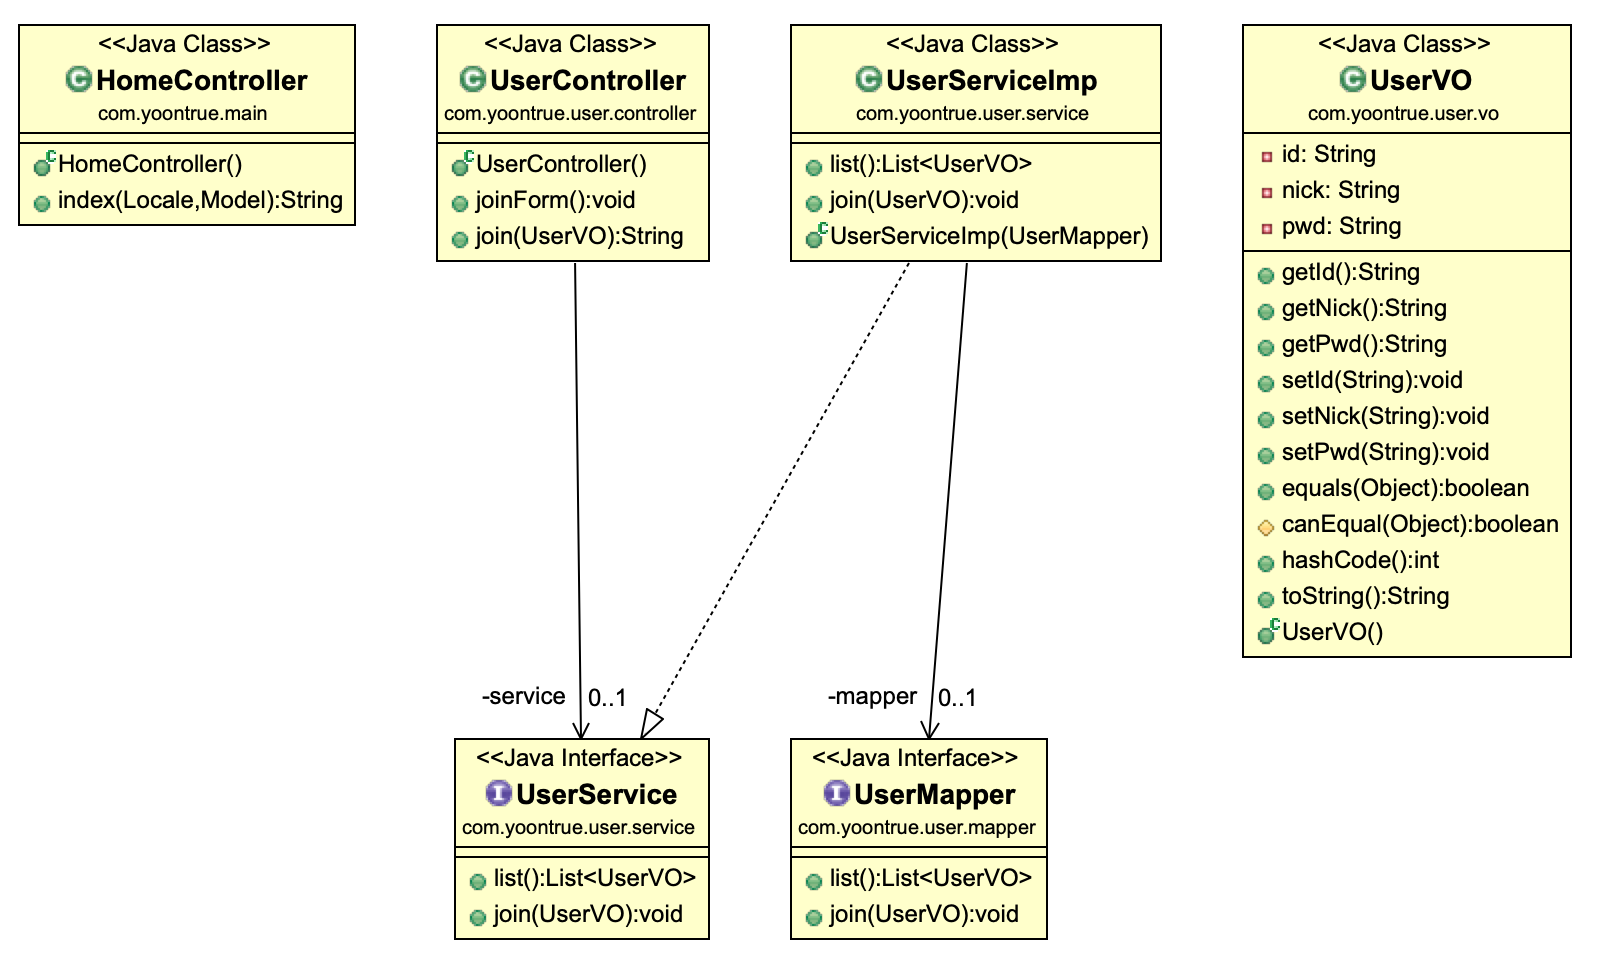 <<Java Class>>
HomeController
com.yoontrue.main
HomeController()
index(Locale,Model):String
<<Java Class>>
UserController
com.yoontrue.user.controller
UserController()
joinForm():void
join(UserVO):String
<<Java Class>>
UserServiceImp
com.yoontrue.user.service
list():List<UserVO>
join(UserVO):void
UserServiceImp(UserMapper)
<<Java Class>>
UserVO
com.yoontrue.user.vo
id: String
nick: String
pwd: String
getId():String
getNick():String
getPwd():String
setId(String):void
setNick(String):void
setPwd(String):void
equals(Object):boolean
canEqual(Object):boolean
hashCode():int
toString():String
UserVO()
-service 0..1
-mapper 0..1
<<Java Interface>>
UserService
com.yoontrue.user.service
list():List<UserVO>
join(UserVO):void
<<Java Interface>>
UserMapper
com.yoontrue.user.mapper
list():List<UserVO>
join(UserVO):void